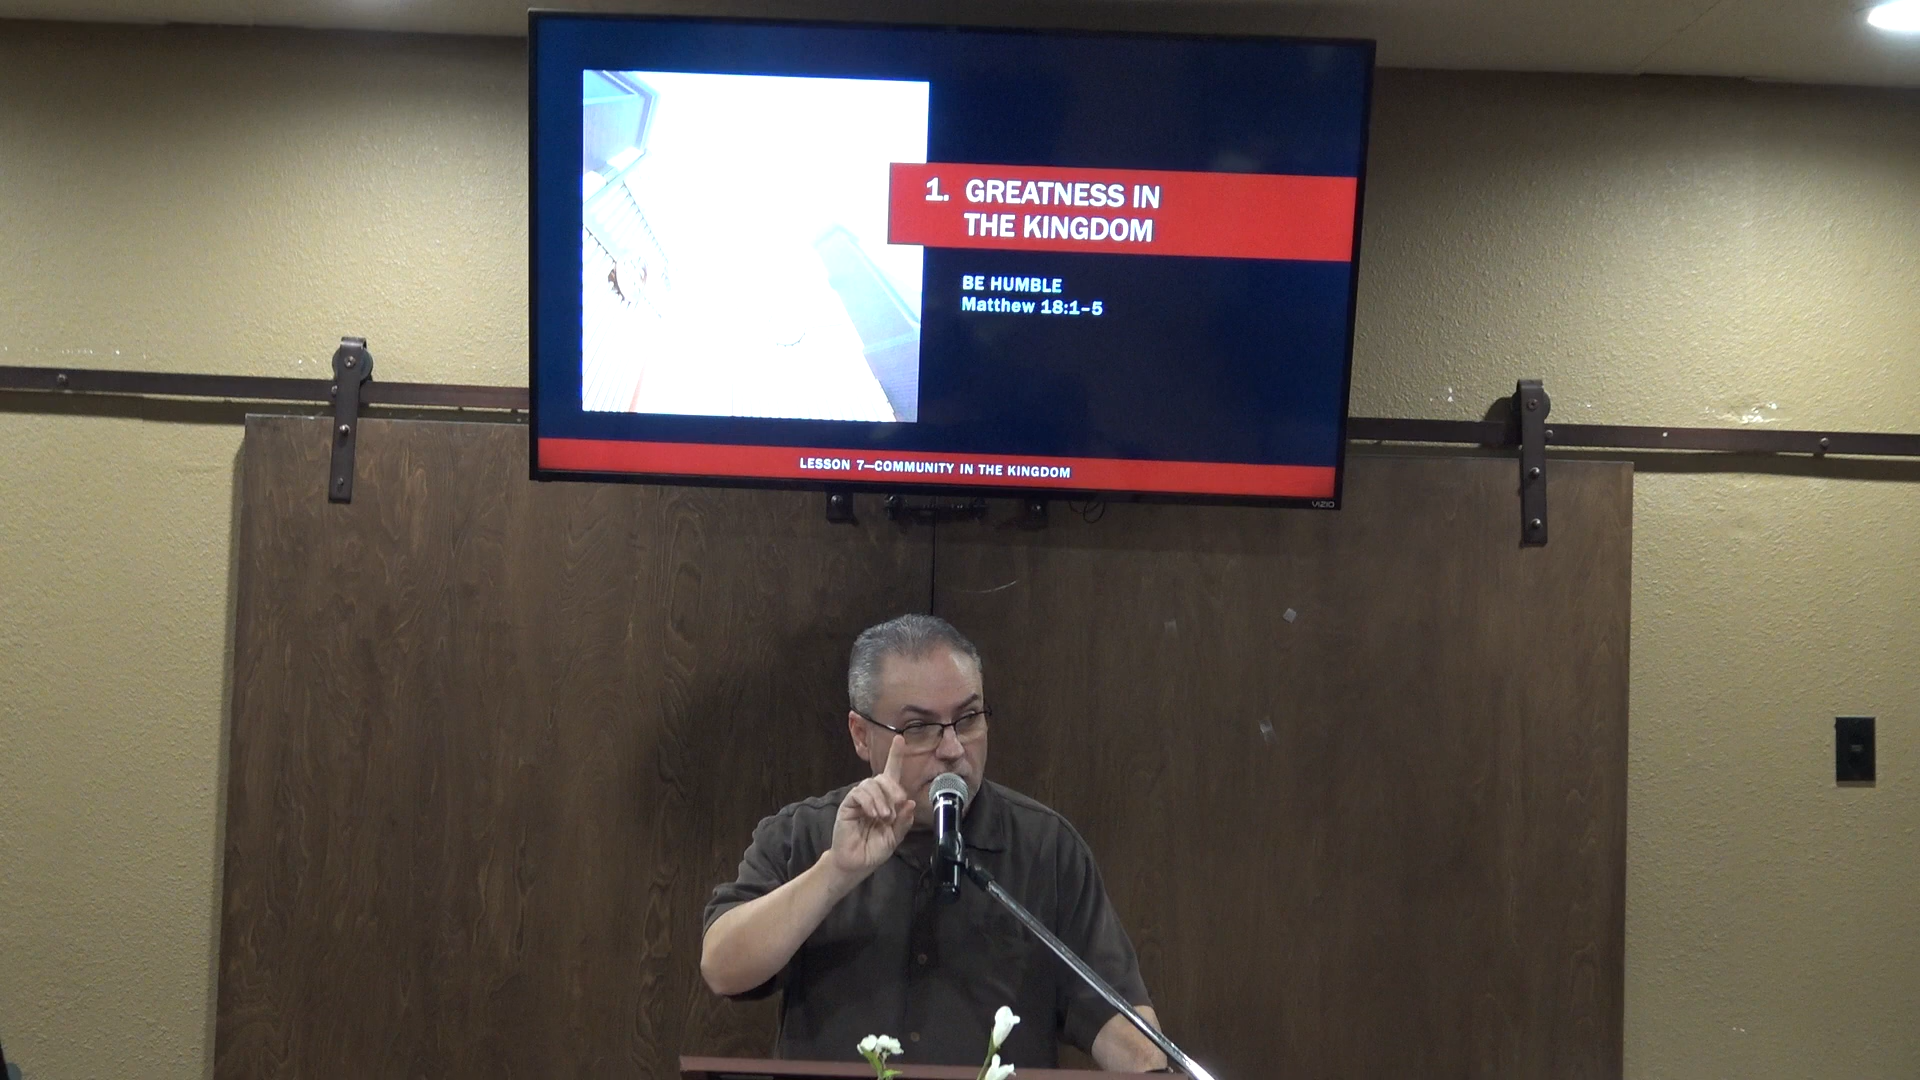 1. GREATNESS IN
THE KINGDOM
BE HUMBLE
Matthew 18:1–5
LESSON 7—COMMUNITY IN THE KINGDOM
VIZIO